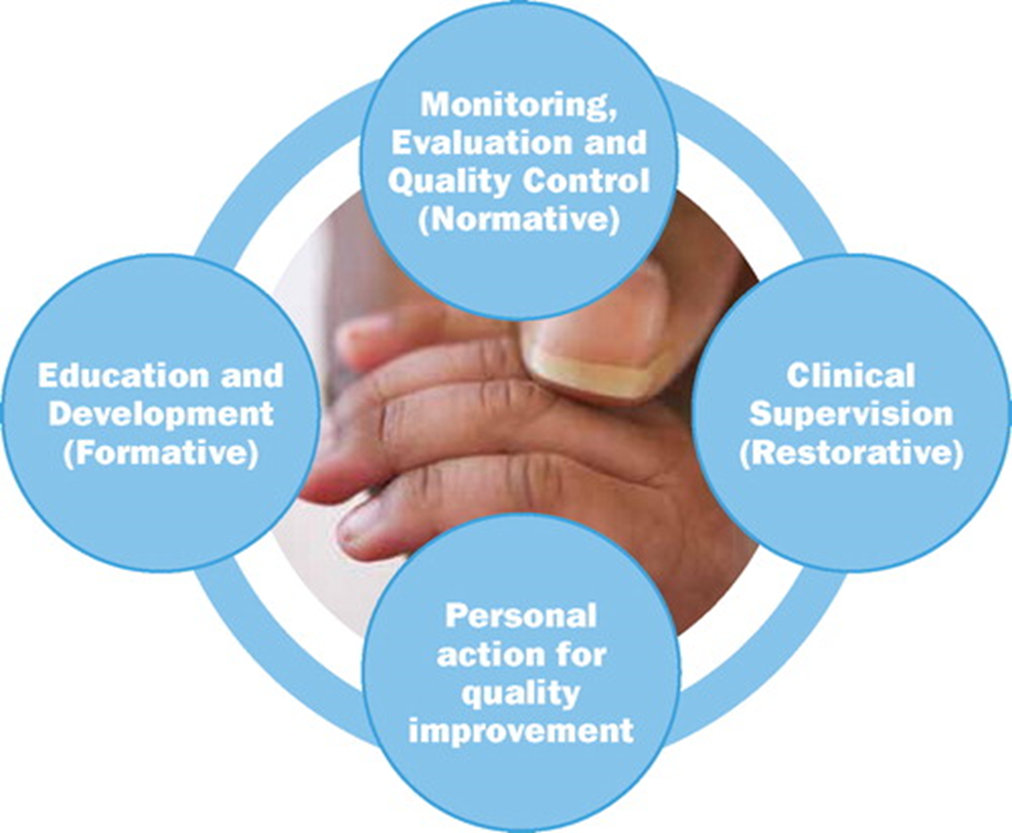 Monitoring,
Evaluation and
Quality Control
(Normative)
Education and
Development
(Formative)
Clinical
Supervision
(Restorative)
Personal
action for
quality
improvement